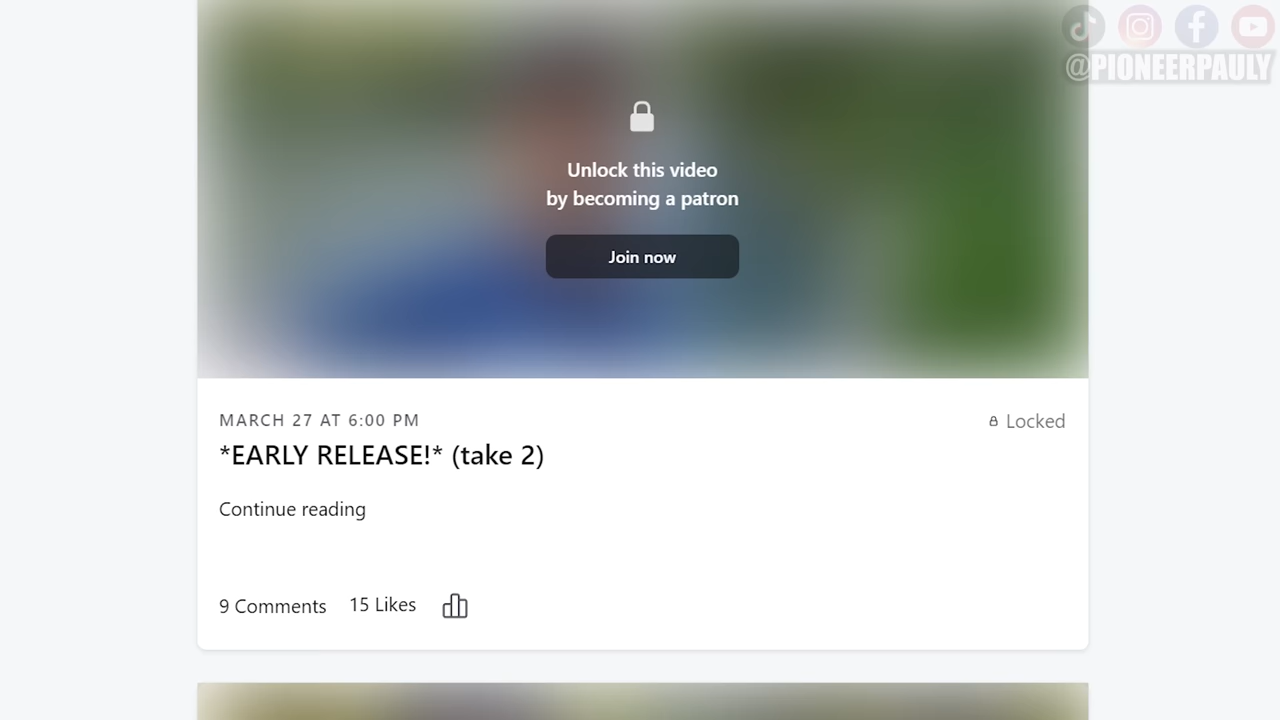 @PIONEERPAULY
Unlock this video
by becoming a patron
Join now
MARCH 27 AT 6:00 PM
Locked
*EARLY RELEASE!* (take 2)
Continue reading
9 Comments
15 Likes